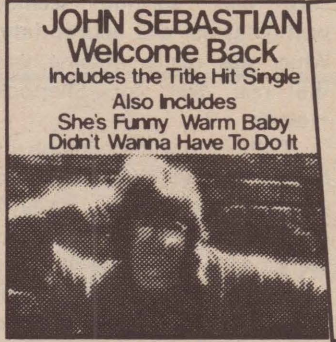 JOHN SEBASTIAN
Welcome Back
Includes the Title Hit Single
Also Includes
She's Funny Warm Baby
Didn't Wanna Have To Do It